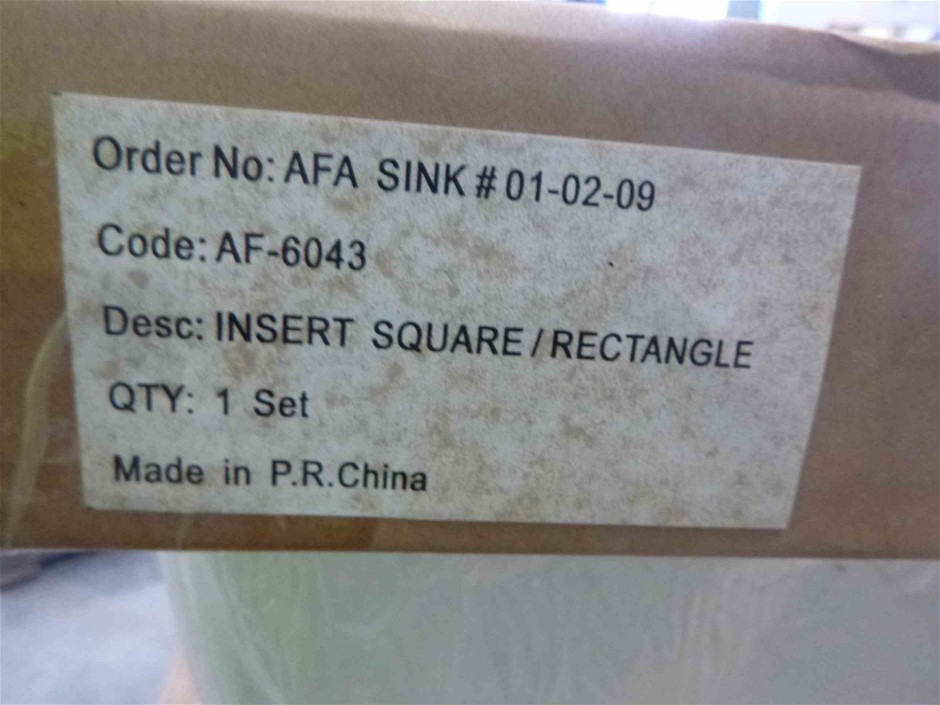 Order No: AFA SINK # 01-02-09
Code: AF-6043
Desc: INSERT SQUARE / RECTANGLE
QTY: 1 Set
Made in P.R.China